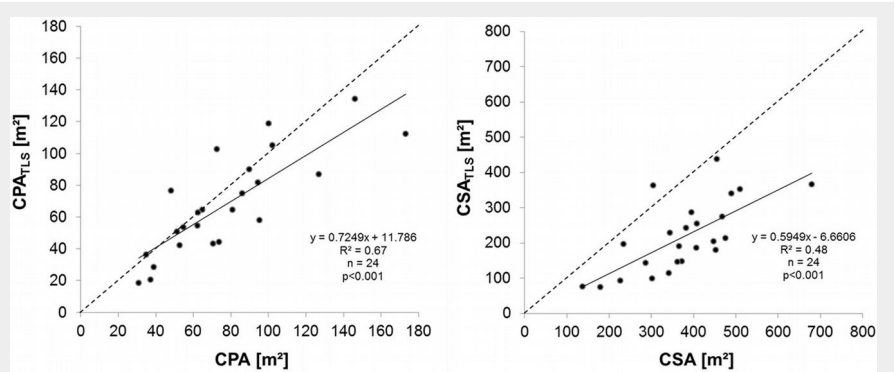 180
160
140
120
100
80
60
40
20
0
CPATLS [m²]
y = 0.7249x + 11.786
R² = 0.67
n = 24
p<0.001
0 20 40 60 80 100 120 140 160 180
CPA [m²]
800
700
600
500
400
300
200
100
0
CSATLS [m²]
y = 0.5949x - 6.6606
R² = 0.48
n = 24
p<0.001
0 100 200 300 400 500 600 700 800
CSA [m²]